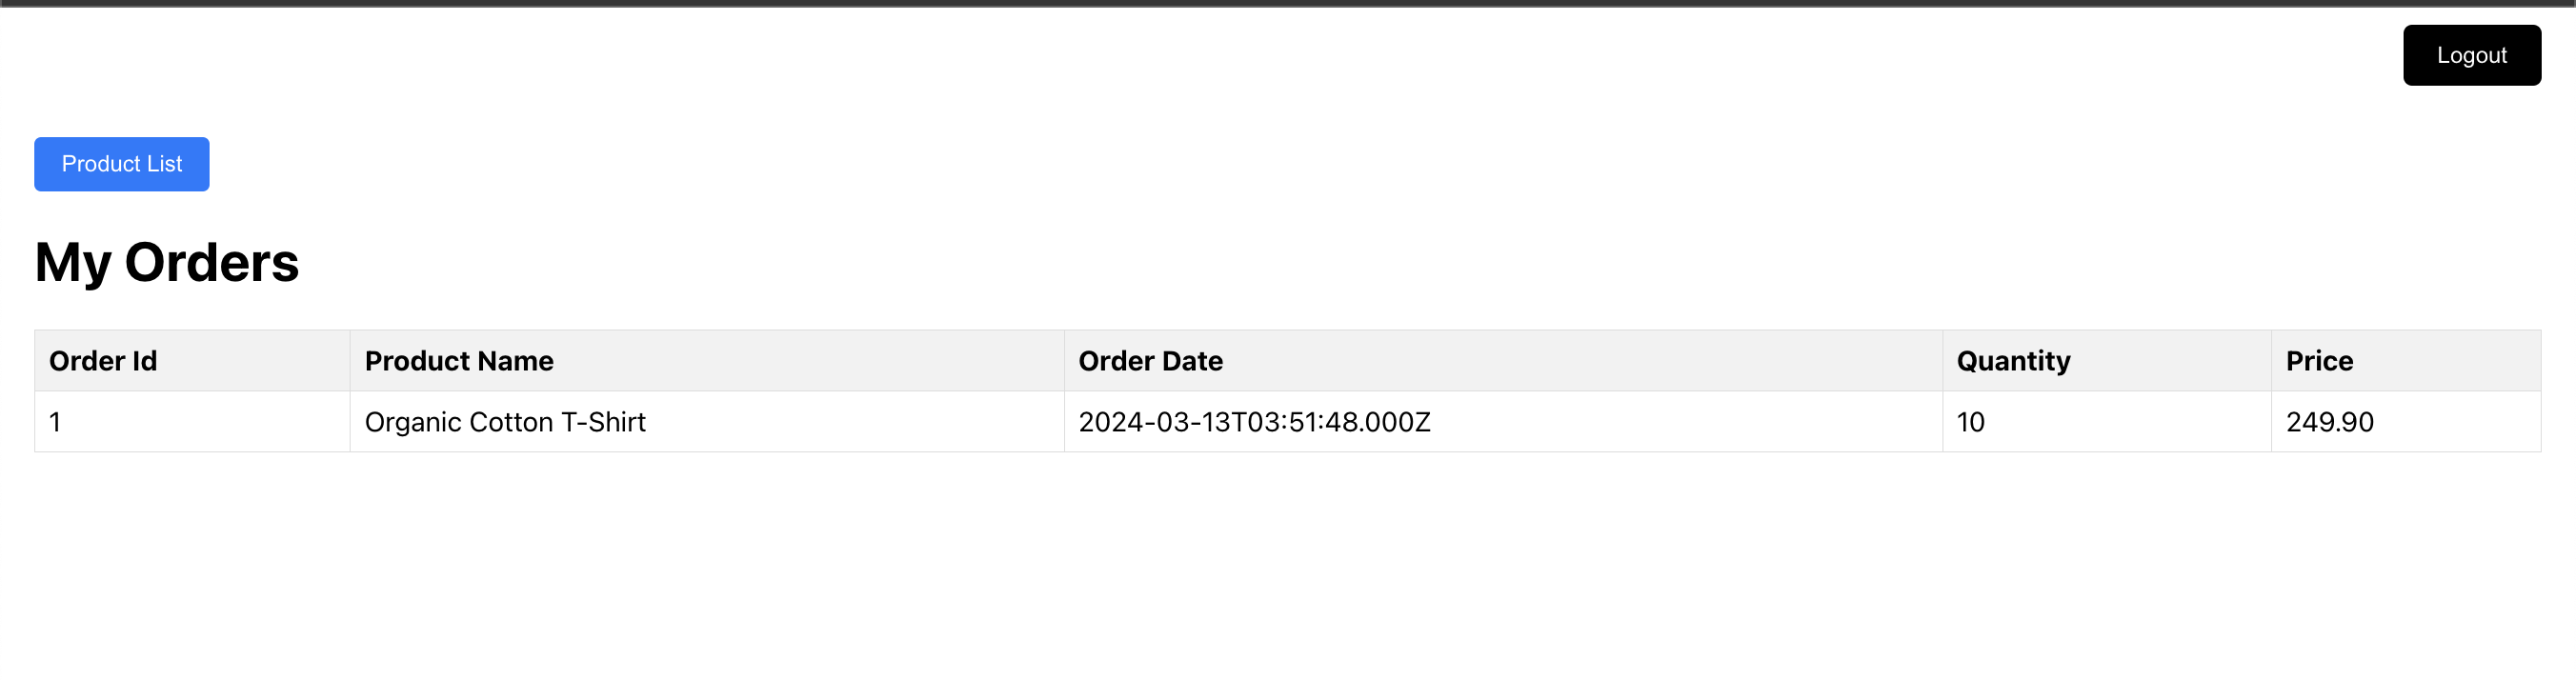 Logout
Product List
My Orders
Order Id Product Name Order Date Quantity Price
1 Organic Cotton T-Shirt 2024-03-13T03:51:48.000Z 10 249.90